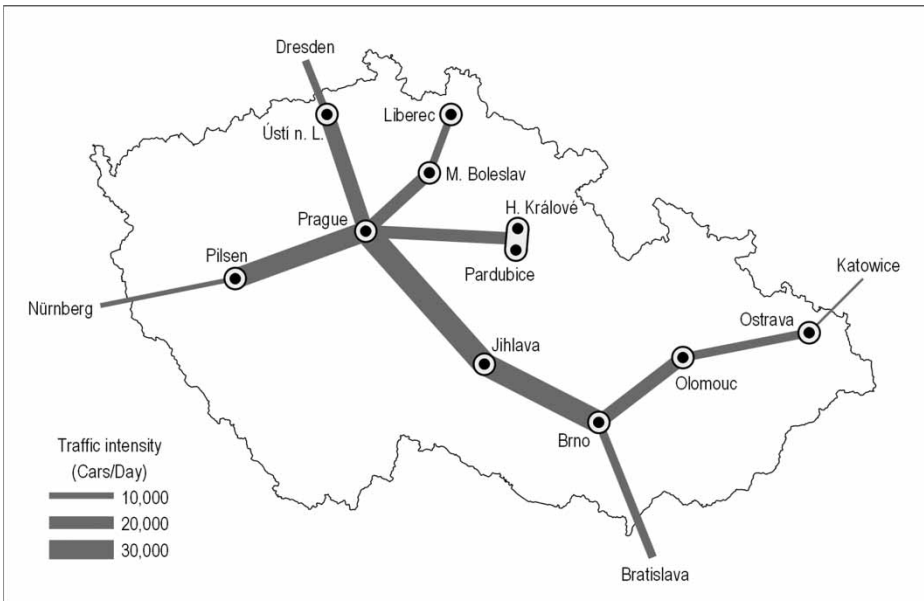 Dresden
Ústí n. L.
Liberec
M. Boleslav
H. Králové
Prague
Pardubice
Pilsen
Nürnberg
Katowice
Ostrava
Jihlava
Olomouc
Brno
Bratislava
Traffic intensity
(Cars/Day)
10,000
20,000
30,000